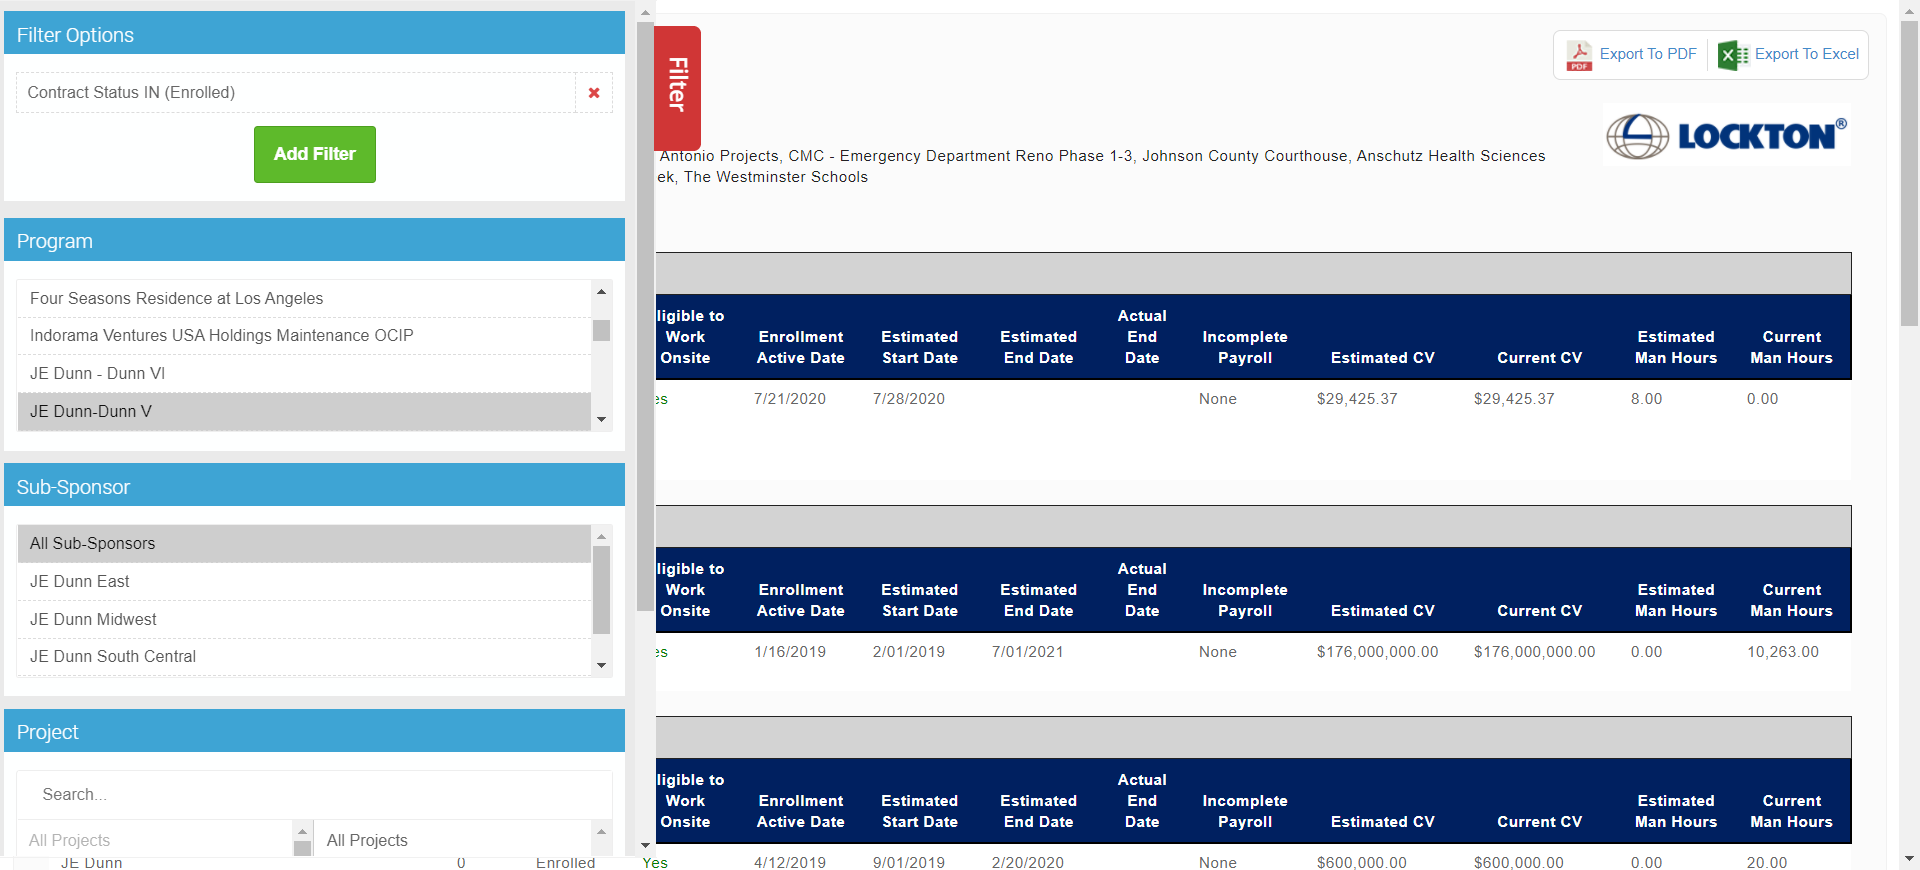 Filter Options
Contract Status IN (Enrolled)
Add Filter
Program
Four Seasons Residence at Los Angeles
Indorama Ventures USA Holdings Maintenance OCIP
JE Dunn - Dunn VI
JE Dunn-Dunn V
Sub-Sponsor
All Sub-Sponsors
JE Dunn East
JE Dunn Midwest
JE Dunn South Central
Project
Search...
All Projects
All Projects
Filter
Export To PDF
Export To Excel
LOCKTON®
Antonio Projects, CMC - Emergency Department Reno Phase 1-3, Johnson County Courthouse, Anschutz Health Sciences
ek, The Westminster Schools
ligible to Work Onsite Enrollment Active Date Estimated Start Date Estimated End Date Actual End Date Incomplete Payroll Estimated CV Current CV Estimated Man Hours Current Man Hours
es 7/21/2020 7/28/2020 None $29,425.37 $29,425.37 8.00 0.00
ligible to Work Onsite Enrollment Active Date Estimated Start Date Estimated End Date Actual End Date Incomplete Payroll Estimated CV Current CV Estimated Man Hours Current Man Hours
es 1/16/2019 2/01/2019 7/01/2021 None $176,000,000.00 $176,000,000.00 0.00 10,263.00
ligible to Work Onsite Enrollment Active Date Estimated Start Date Estimated End Date Actual End Date Incomplete Payroll Estimated CV Current CV Estimated Man Hours Current Man Hours
JE Dunn 0 Enrolled Yes 4/12/2019 9/01/2019 2/20/2020 None $600,000.00 $600,000.00 0.00 20.00